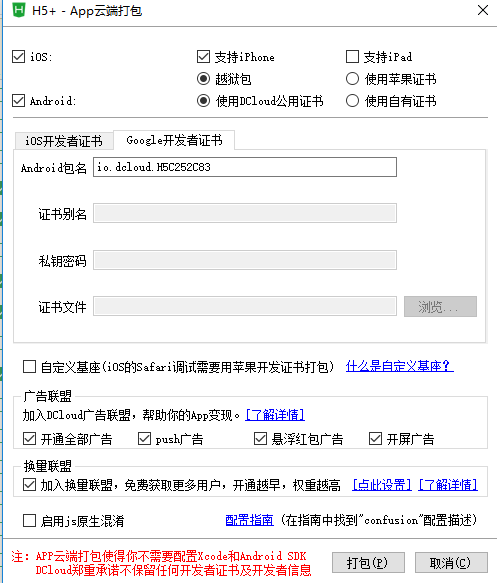 H5+ - App云端打包
iOS: 支持iPhone 支持iPad
越狱包 使用苹果证书
Android: 使用DCloud公用证书 使用自有证书
iOS开发者证书 Google开发者证书
Android包名 io.dcloud.H5C252C83
证书别名
私钥密码
证书文件 浏览...
自定义基座(iOS的Safari调试需要用苹果开发证书打包) 什么是自定义基座?
广告联盟
加入DCloud广告联盟，帮助你的App变现。[了解详情]
开通全部广告 push广告 悬浮红包广告 开屏广告
换量联盟
加入换量联盟，免费获取更多用户，开通越早，权重越高 [点此设置] [了解详情]
启用js原生混淆 配置指南 (在指南中找到"confusion"配置描述)
注：APP云端打包使得你不需要配置Xcode和Android SDK
DCloud郑重承诺不保留任何开发者证书及开发者信息
打包(P) 取消(C)